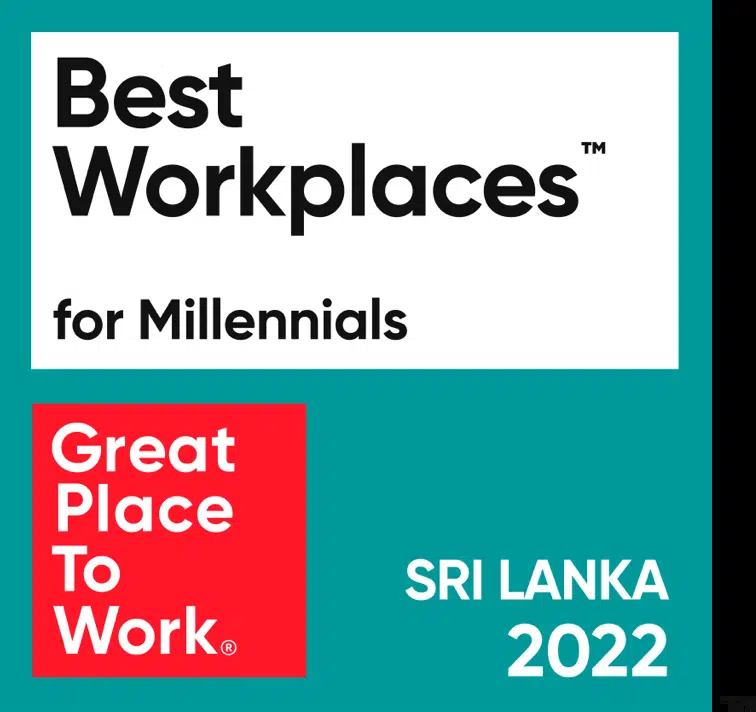 Best
Workplaces™
for Millennials
Great
Place
To
Work®
SRI LANKA
2022